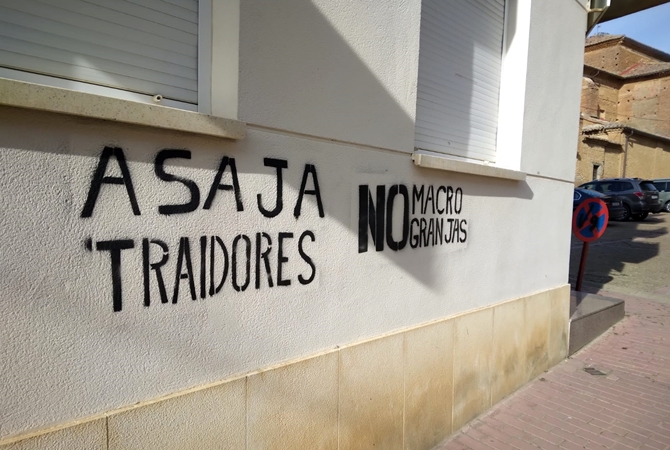 ASAJA
TRAIDORES
NO MACRO
GRANJAS